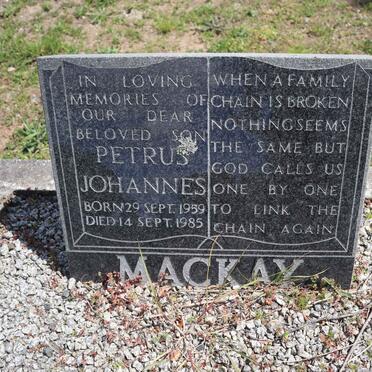 IN LOVING
MEMORIES OF
OUR DEAR
BELOVED SON
PETRUS
JOHANNES
BORN 29 SEPT. 1959
DIED 14 SEPT. 1985
WHEN A FAMILY
CHAIN IS BROKEN
NOTHING SEEMS
THE SAME BUT
GOD CALLS US
ONE BY ONE
TO LINK THE
CHAIN, AGAIN
MACKAY